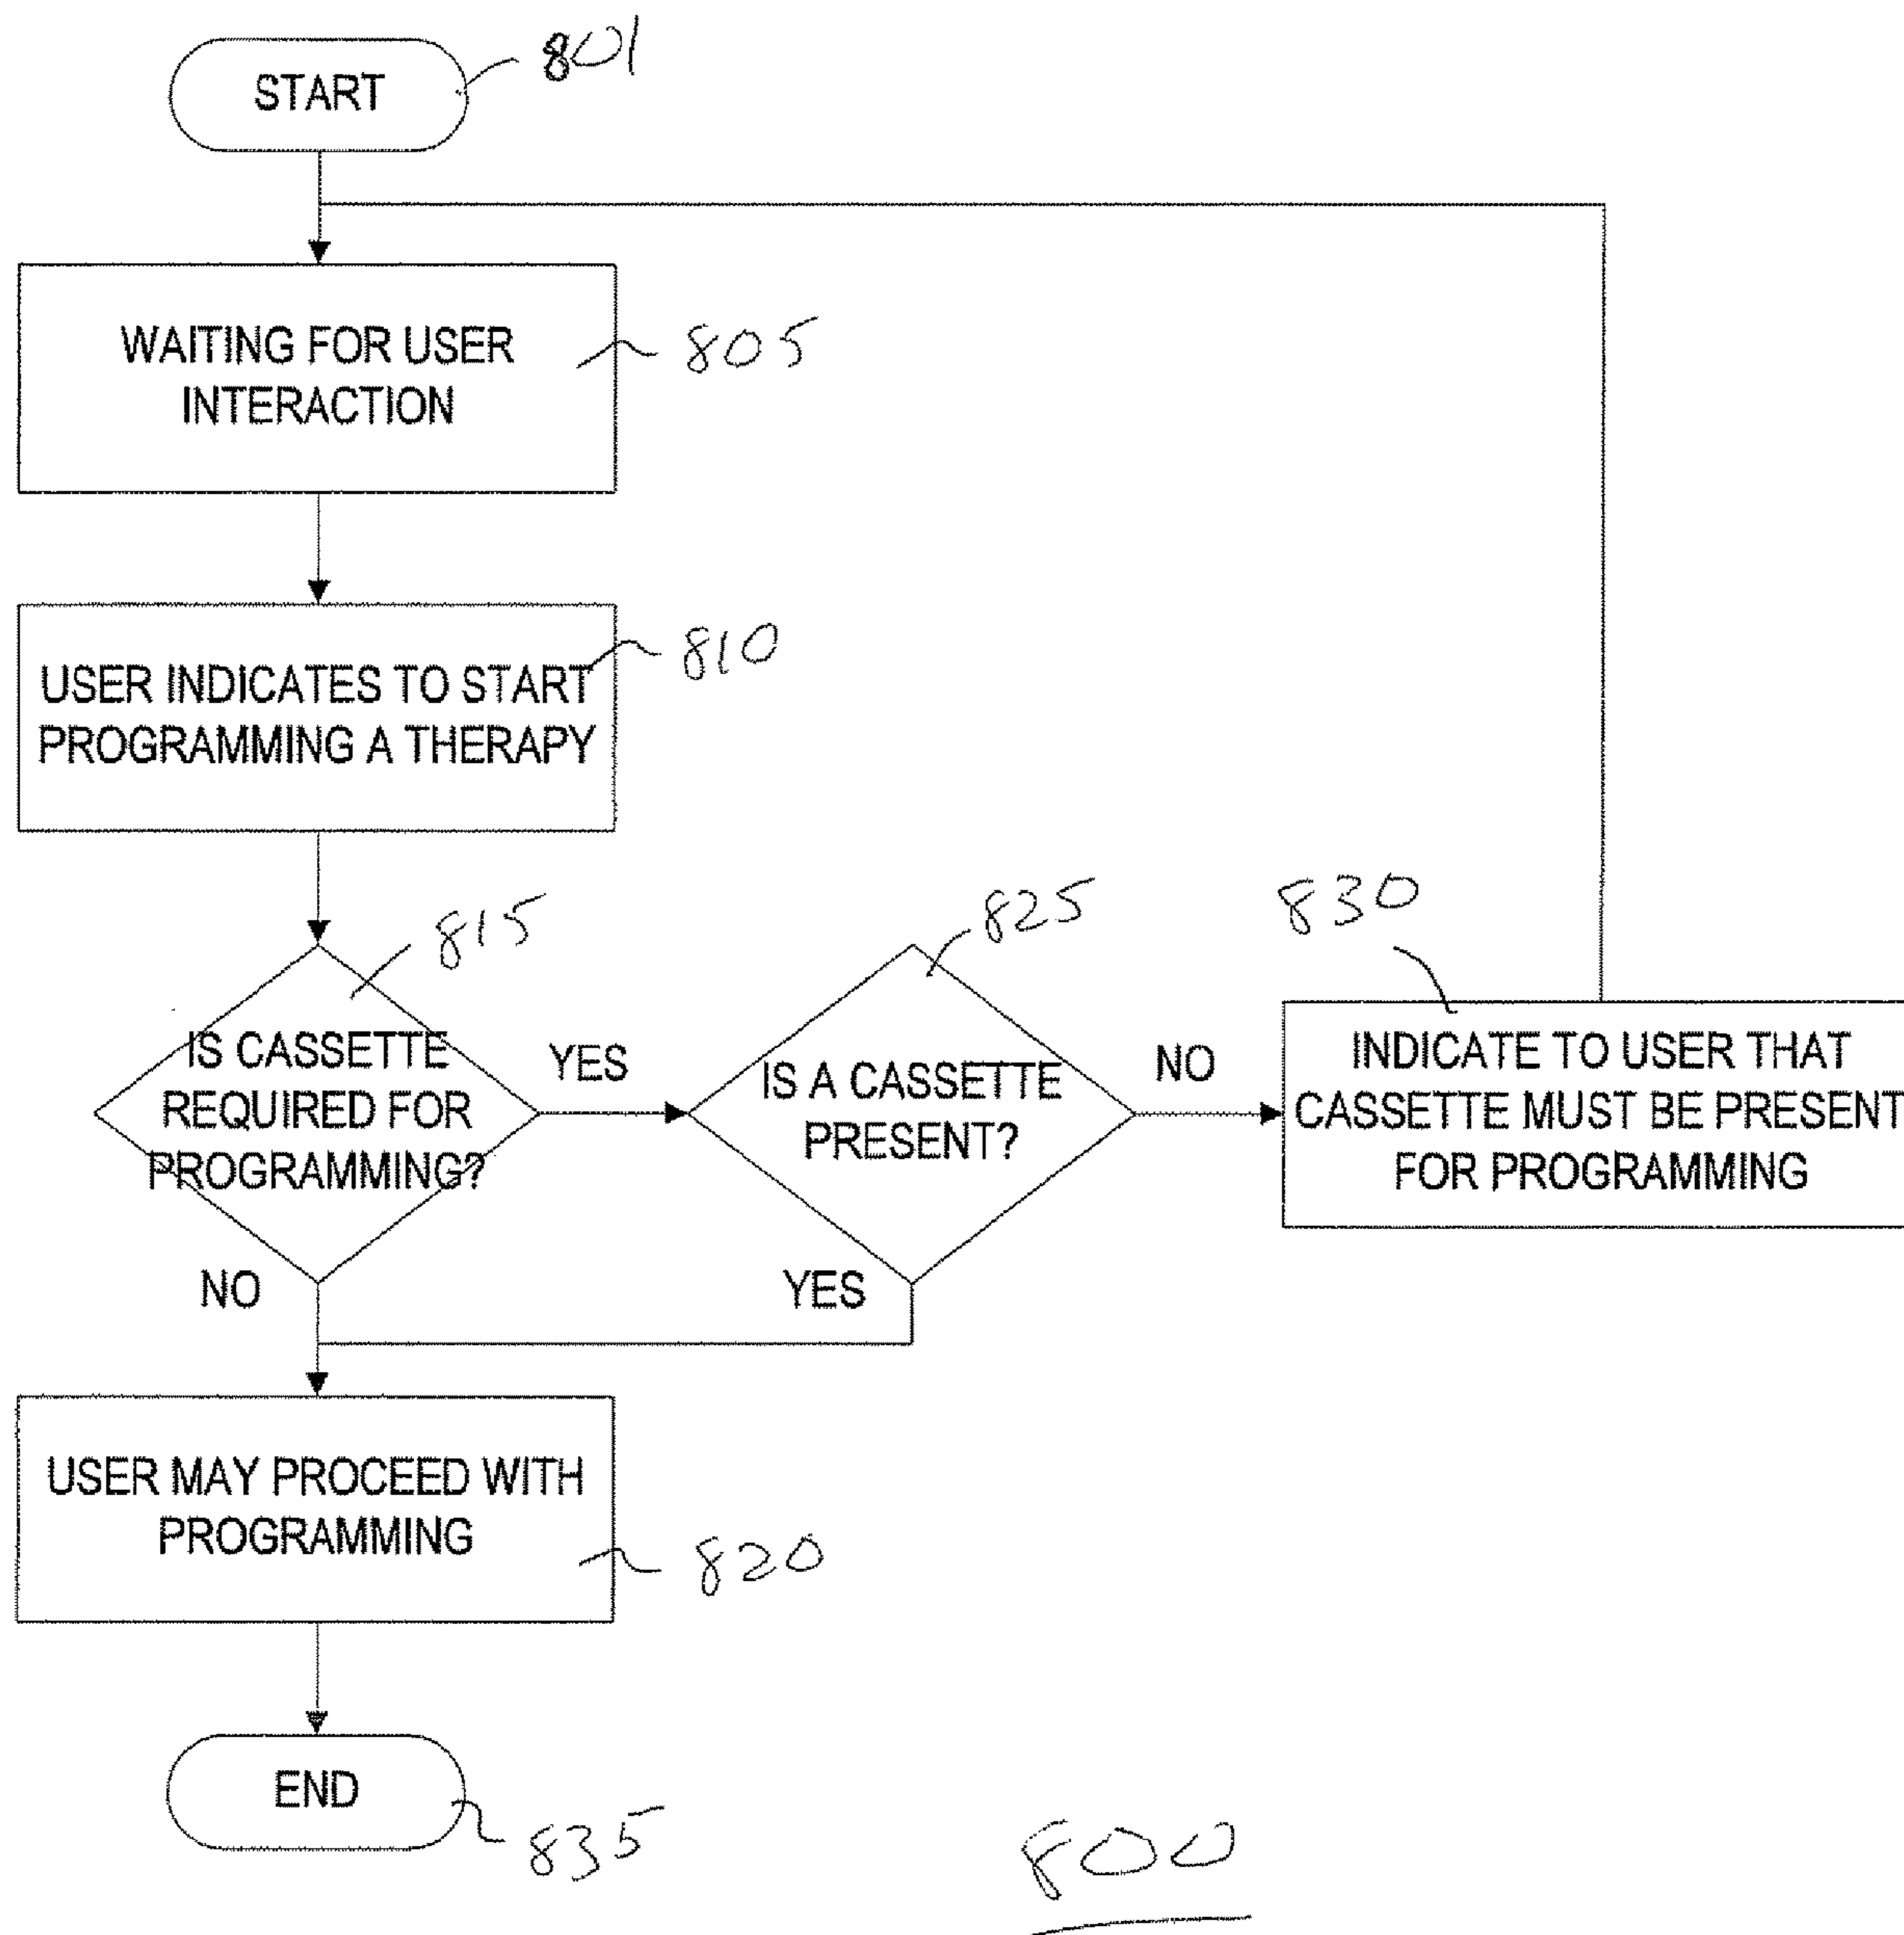 START
801
WAITING FOR USER
INTERACTION
805
USER INDICATES TO START
PROGRAMMING A THERAPY
810
IS CASSETTE
REQUIRED FOR
PROGRAMMING?
815
YES
NO
IS A CASSETTE
PRESENT?
825
NO
YES
INDICATE TO USER THAT
CASSETTE MUST BE PRESENT
FOR PROGRAMMING
830
USER MAY PROCEED WITH
PROGRAMMING
820
END
835
800